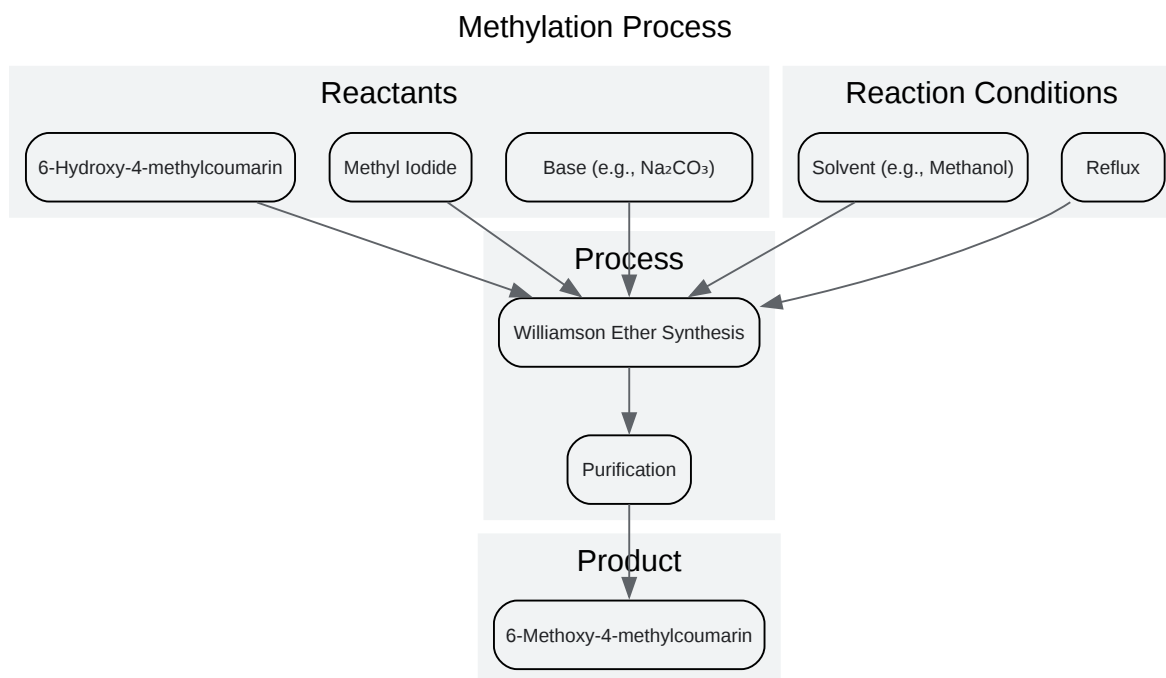 Methylation Process
Reactants
Reaction Conditions
6-Hydroxy-4-methylcoumarin
Methyl Iodide
Base (e.g., Na₂CO₃)
Solvent (e.g., Methanol)
Reflux
Process
Williamson Ether Synthesis
Purification
Product
6-Methoxy-4-methylcoumarin